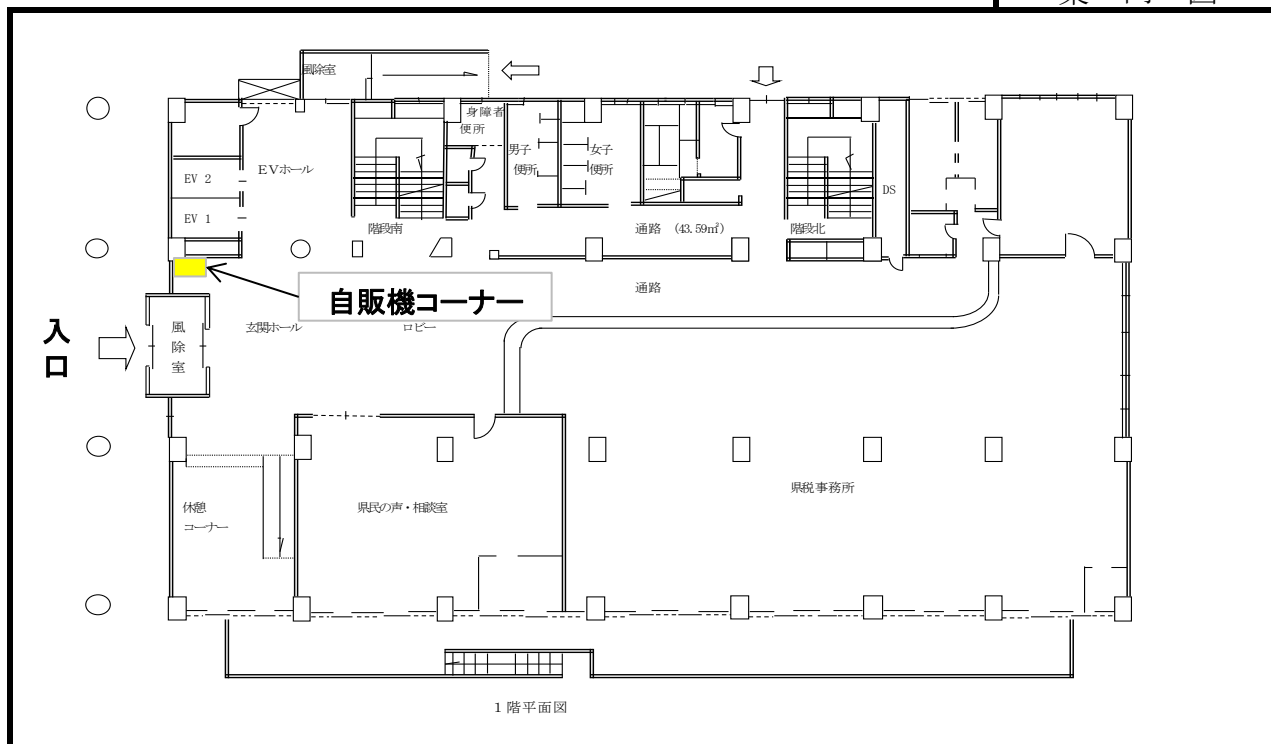 案 内 図
風除室
身障者
便所
男子
便所
女子
便所
EV 2
EVホール
EV 1
DS
階段南
通路 (43.59㎡)
階段北
自販機コーナー
通路
入
口
風
除
室
玄関ホール
ロビー
休憩
コーナー
県民の声・相談室
県税事務所
1 階平面図